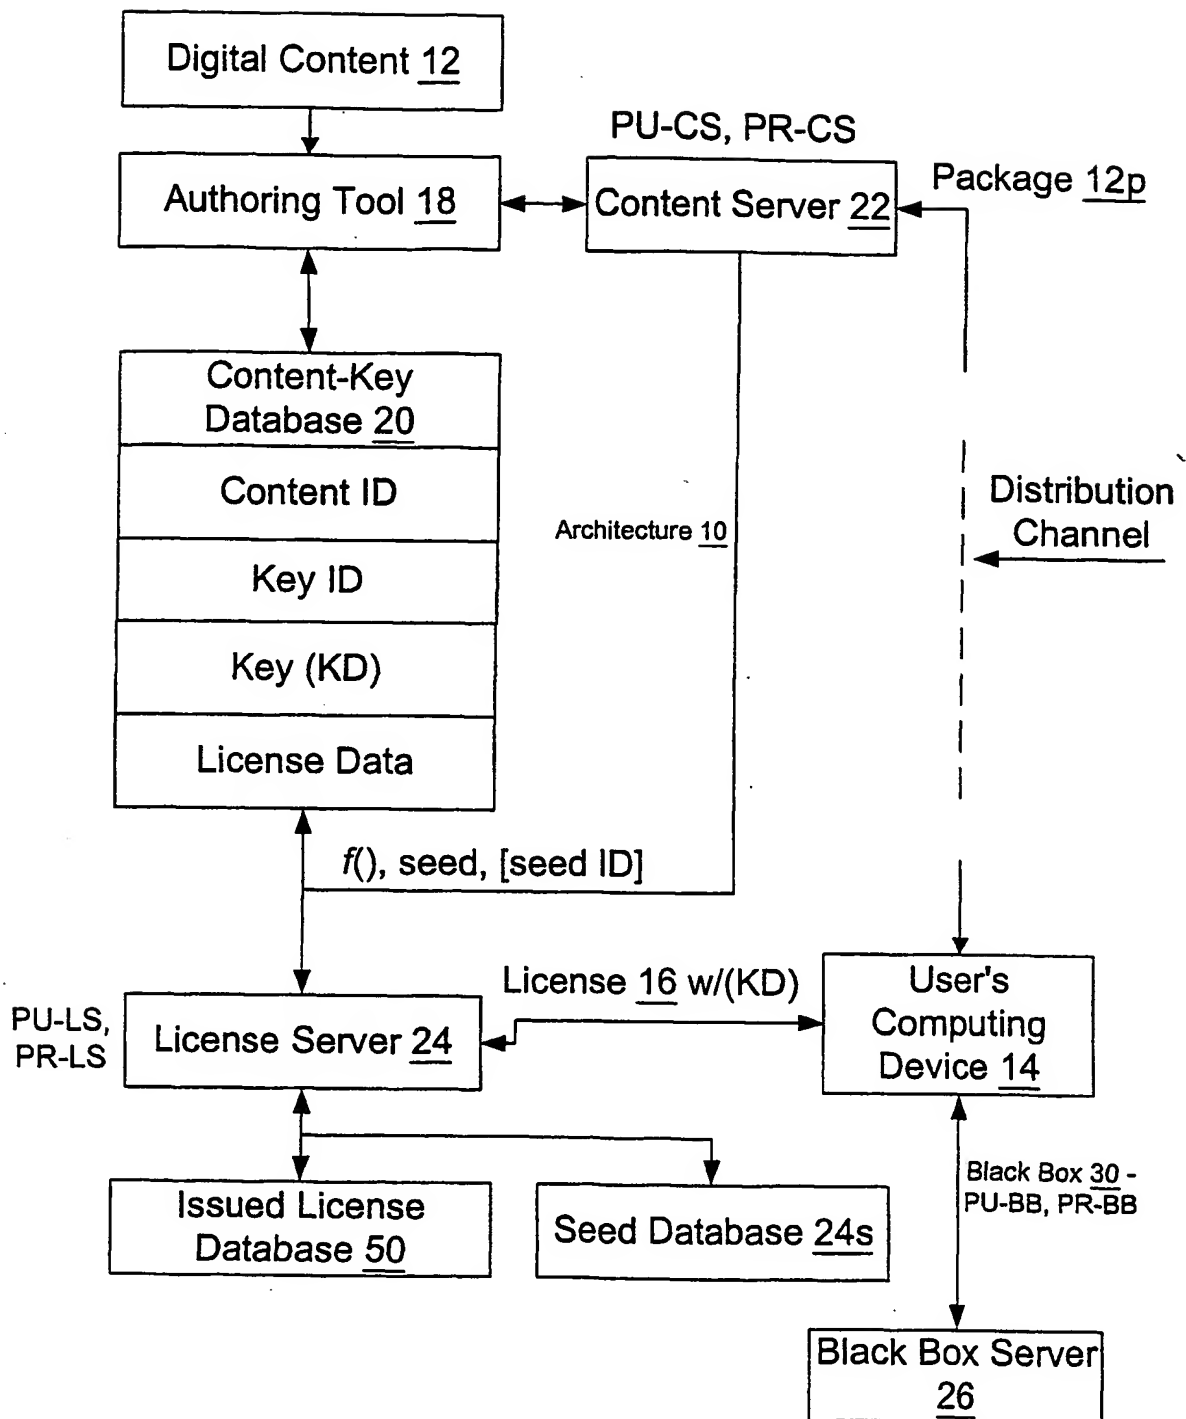 Digital Content 12
PU-CS, PR-CS
Authoring Tool 18
Content Server 22
Package 12p
Content-Key
Database 20
Content ID
Key ID
Key (KD)
License Data
Architecture 10
Distribution
Channel
f(), seed, [seed ID]
PU-LS,
PR-LS
License Server 24
License 16 w/(KD)
User's
Computing
Device 14
Issued License
Database 50
Seed Database 24s
Black Box 30 -
PU-BB, PR-BB
Black Box Server
26